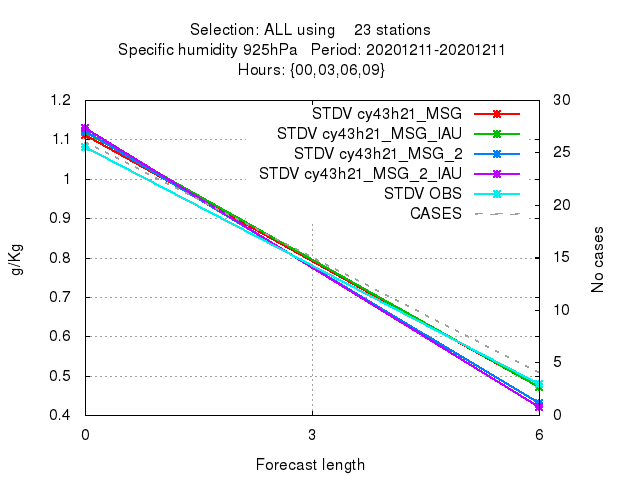 Selection: ALL using    23 stations
Specific humidity 925hPa   Period: 20201211-20201211
Hours: {00,03,06,09}
1.2
1.1
1
0.9
0.8
0.7
0.6
0.5
0.4
g/Kg
STDV cy43h21_MSG
STDV cy43h21_MSG_IAU
STDV cy43h21_MSG_2
STDV cy43h21_MSG_2_IAU
STDV OBS
CASES
30
25
20
15
10
5
0
No cases
0 3 6
Forecast length